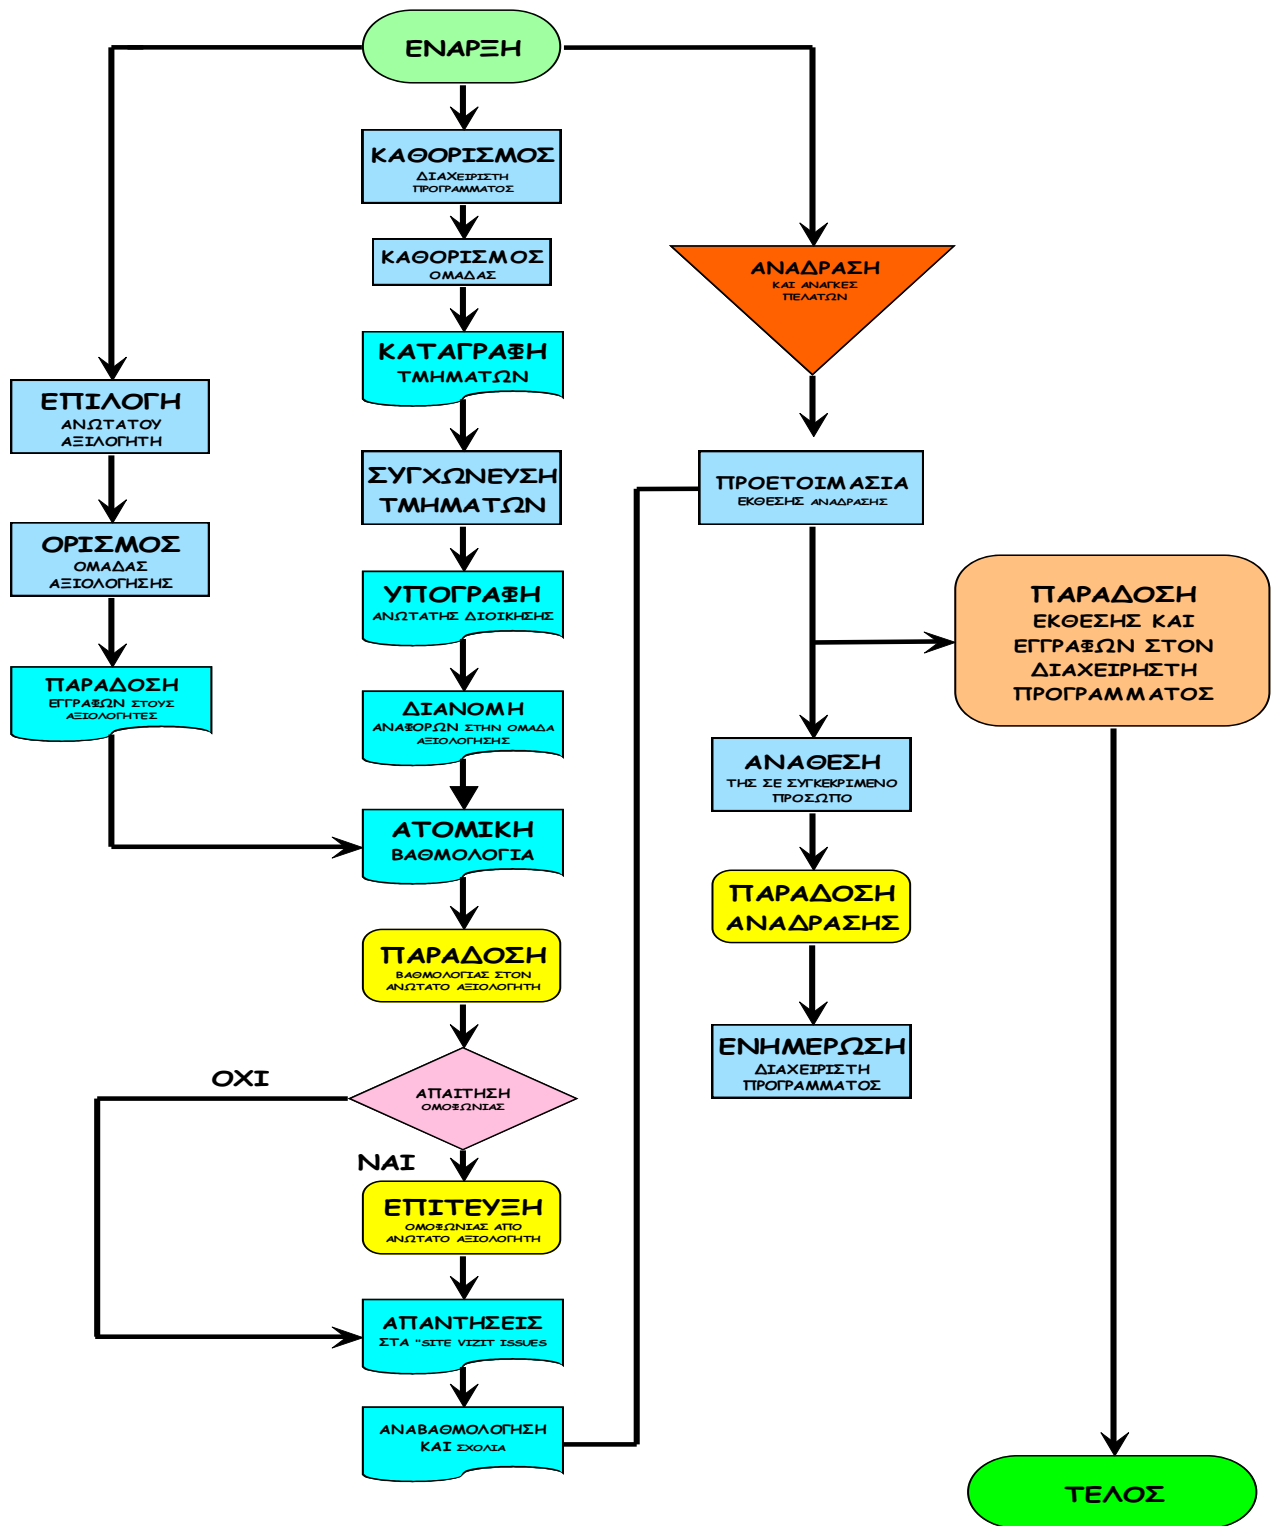 ΕΝΑΡΞΗ
ΚΑΘΟΡΙΣΜΟΣ
ΔΙΑΧΕΙΡΙΣΤΗ
ΠΡΟΓΡΑΜΜΑΤΟΣ
ΚΑΘΟΡΙΣΜΟΣ
ΟΜΑΔΑΣ
ΚΑΤΑΓΡΑΦΗ
ΤΜΗΜΑΤΩΝ
ΣΥΓΧΩΝΕΥΣΗ
ΤΜΗΜΑΤΩΝ
ΥΠΟΓΡΑΦΗ
ΑΝΩΤΑΤΗΣ ΔΙΟΙΚΗΣΗΣ
ΔΙΑΝΟΜΗ
ΑΝΑΦΟΡΩΝ ΣΤΗΝ ΟΜΑΔΑ
ΑΞΙΟΛΟΓΗΣΗΣ
ΕΠΙΛΟΓΗ
ΑΝΩΤΑΤΟΥ
ΑΞΙΛΟΓΗΤΗ
ΟΡΙΣΜΟΣ
ΟΜΑΔΑΣ
ΑΞΙΟΛΟΓΗΣΗΣ
ΠΑΡΑΔΟΣΗ
ΕΓΓΡΑΦΩΝ ΣΤΟΥΣ
ΑΞΙΟΛΟΓΗΤΕΣ
ΑΤΟΜΙΚΗ
ΒΑΘΜΟΛΟΓΙΑ
ΠΑΡΑΔΟΣΗ
ΒΑΘΜΟΛΟΓΙΑΣ ΣΤΟΝ
ΑΝΩΤΑΤΟ ΑΞΙΟΛΟΓΗΤΗ
ΑΠΑΙΤΗΣΗ
ΟΜΟΦΩΝΙΑΣ
ΟΧΙ
ΝΑΙ
ΕΠΙΤΕΥΞΗ
ΟΜΟΦΩΝΙΑΣ ΑΠΟ
ΑΝΩΤΑΤΟ ΑΞΙΟΛΟΓΗΤΗ
ΑΠΑΝΤΗΣΕΙΣ
ΣΤΑ "SITE VIZIT ISSUES
ΑΝΑΒΑΘΜΟΛΟΓΗΣΗ
ΚΑΙ ΣΧΟΛΙΑ
ΑΝΑΔΡΑΣΗ
ΚΑΙ ΑΝΑΓΚΕΣ
ΠΕΛΑΤΩΝ
ΠΡΟΕΤΟΙΜΑΣΙΑ
ΕΚΘΕΣΗΣ ΑΝΑΔΡΑΣΗΣ
ΑΝΑΘΕΣΗ
ΤΗΣ ΣΕ ΣΥΓΚΕΚΡΙΜΕΝΟ
ΠΡΟΣΩΠΟ
ΠΑΡΑΔΟΣΗ
ΑΝΑΔΡΑΣΗΣ
ΕΝΗΜΕΡΩΣΗ
ΔΙΑΧΕΙΡΙΣΤΗ
ΠΡΟΓΡΑΜΜΑΤΟΣ
ΠΑΡΑΔΟΣΗ
ΕΚΘΕΣΗΣ ΚΑΙ
ΕΓΓΡΑΦΩΝ ΣΤΟΝ
ΔΙΑΧΕΙΡΗΣΤΗ
ΠΡΟΓΡΑΜΜΑΤΟΣ
ΤΕΛΟΣ